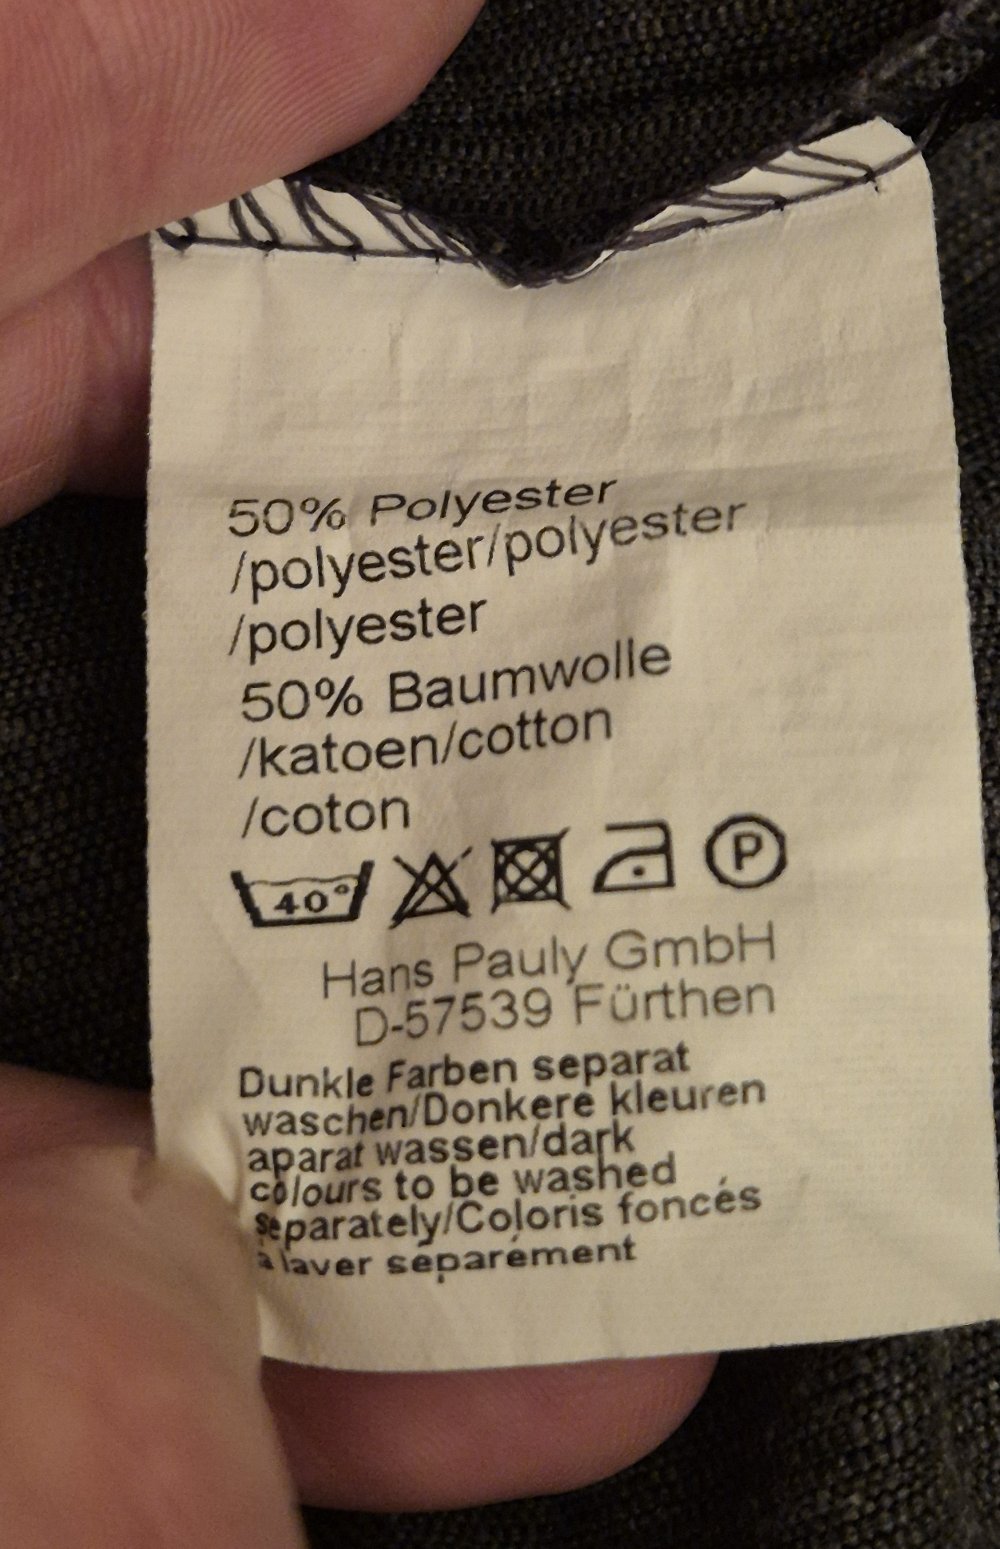 50% Polyester
/polyester/polyester
/polyester
50% Baumwolle
/katoen/cotton
/coton
40°
P
Hans Pauly GmbH
D-57539 Fürthen
Dunkle Farben separat
waschen/Donkere kleuren
aparat wassen/dark
colours to be washed
separately/Coloris foncés
à laver séparément